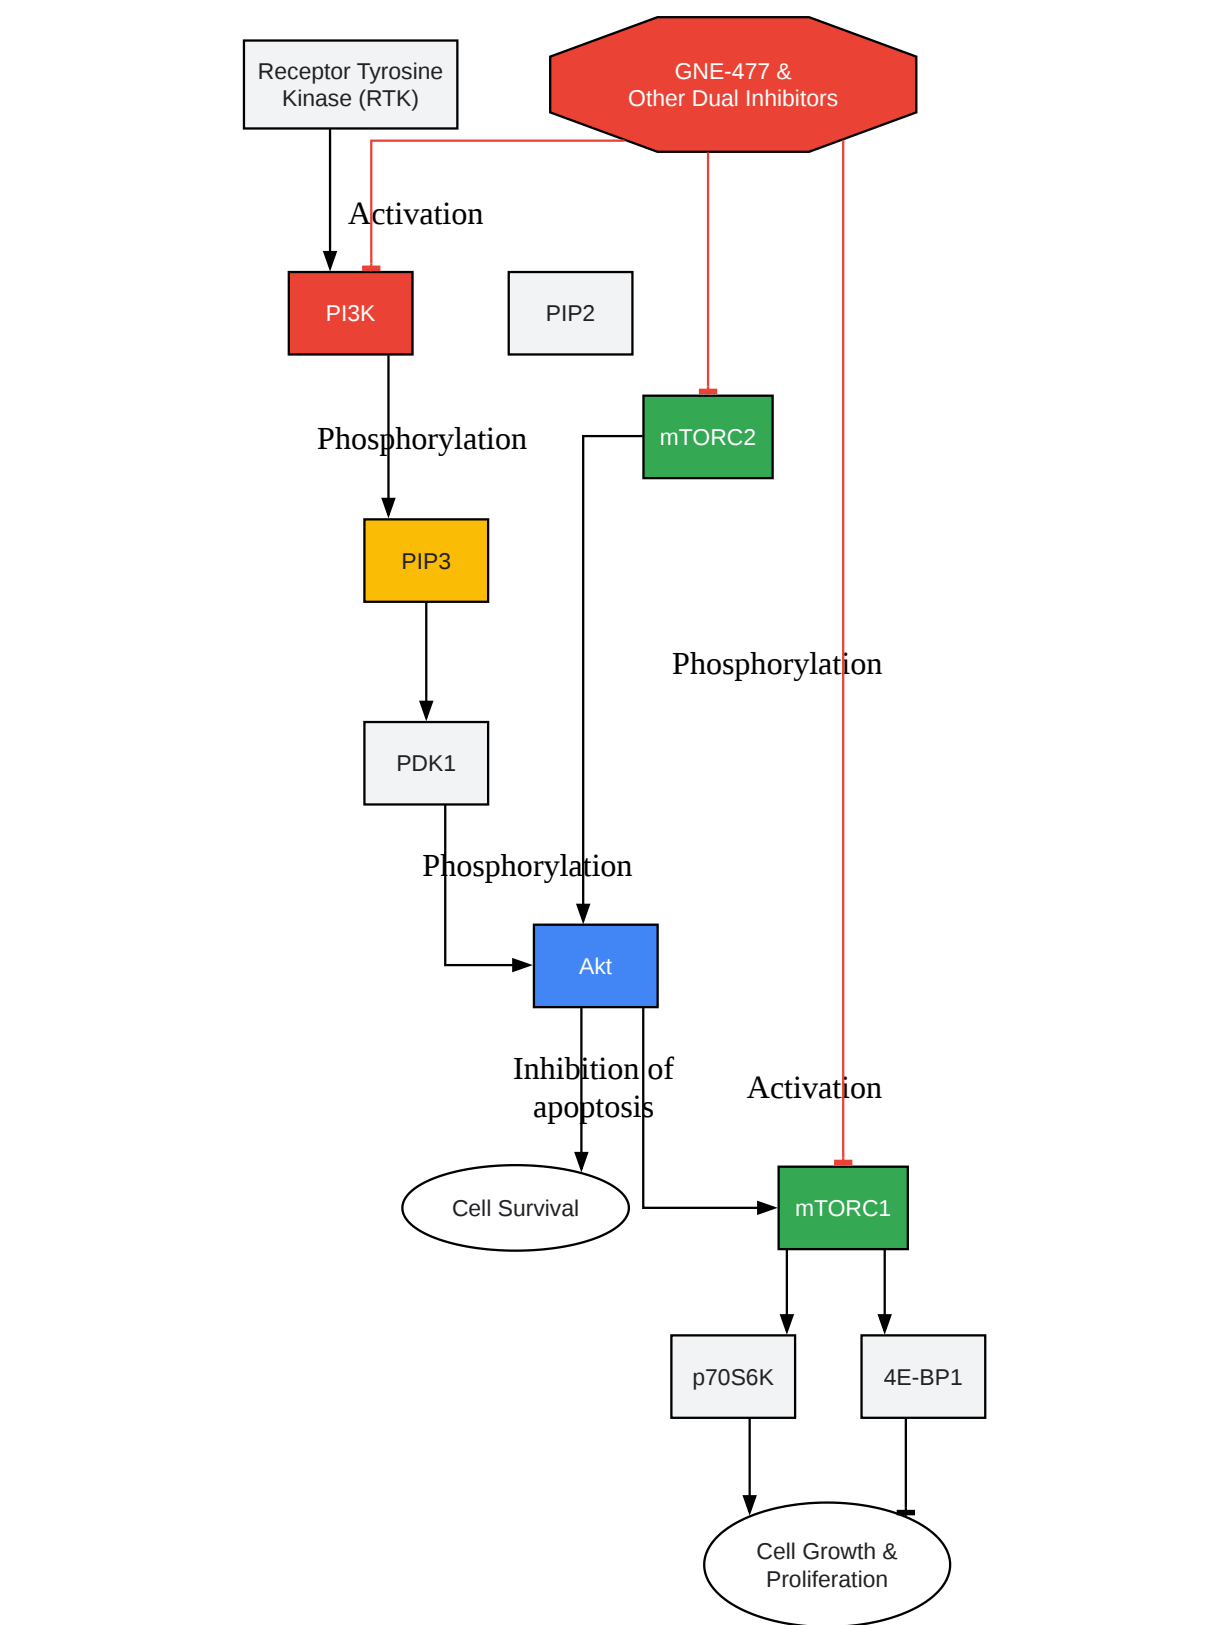 Receptor Tyrosine
Kinase (RTK)
GNE-477 &
Other Dual Inhibitors
Activation
PI3K
PIP2
mTORC2
Phosphorylation
PIP3
Phosphorylation
PDK1
Phosphorylation
Akt
Inhibition of
apoptosis
Activation
Cell Survival
mTORC1
p70S6K
4E-BP1
Cell Growth &
Proliferation